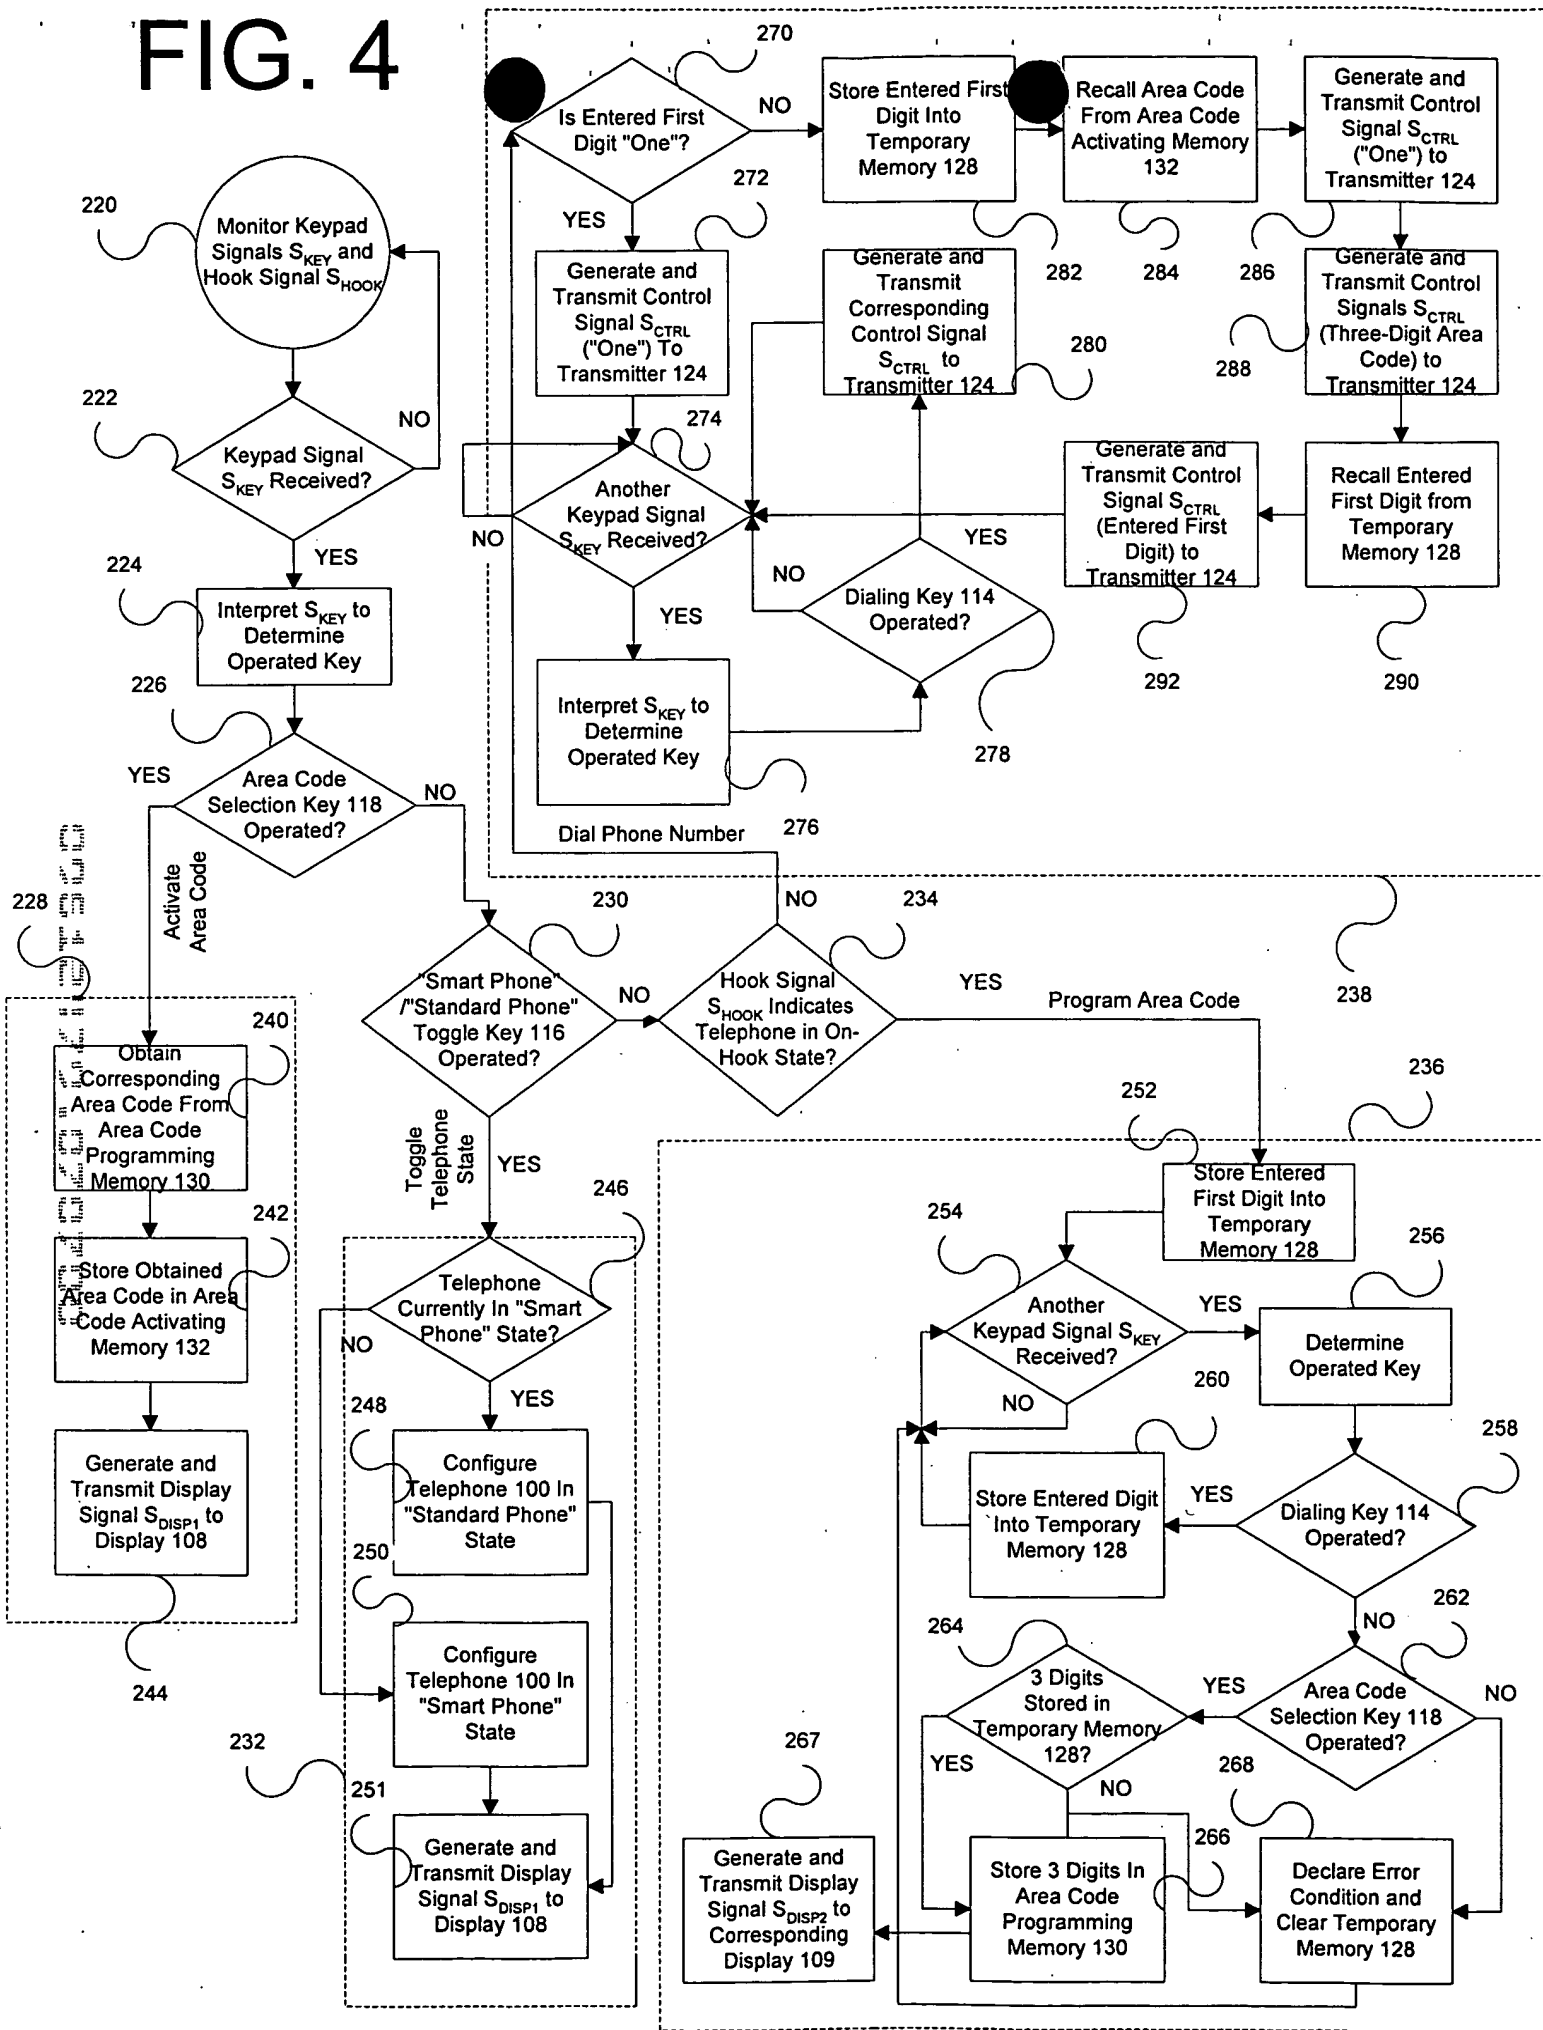 FIG. 4
220
Monitor Keypad
Signals SKEY and
Hook Signal SHOOK
222
Keypad Signal
SKEY Received?
NO
YES
224
Interpret SKEY to
Determine
Operated Key
226
Area Code
Selection Key 118
Operated?
YES
NO
Activate
Area Code
228
240
Obtain
Corresponding
Area Code From
Area Code
Programming
Memory 130
242
Store Obtained
Area Code in Area
Code Activating
Memory 132
Generate and
Transmit Display
Signal SDISP1 to
Display 108
244
230
"Smart Phone"
/"Standard Phone"
Toggle Key 116
Operated?
NO
YES
Toggle
Telephone
State
246
Telephone
Currently In "Smart
Phone" State?
NO
YES
248
Configure
Telephone 100 In
"Standard Phone"
State
250
Configure
Telephone 100 In
"Smart Phone"
State
232
251
Generate and
Transmit Display
Signal SDISP1 to
Display 108
234
Hook Signal
SHOOK Indicates
Telephone in On-
Hook State?
NO
YES
Dial Phone Number
Program Area Code
238
270
Is Entered First
Digit "One"?
NO
YES
272
Generate and
Transmit Control
Signal SCTRL
("One") To
Transmitter 124
274
Another
Keypad Signal
SKEY Received?
NO
YES
276
Interpret SKEY to
Determine
Operated Key
278
Dialing Key 114
Operated?
NO
YES
280
Generate and
Transmit
Corresponding
Control Signal
SCTRL to
Transmitter 124
Store Entered First
Digit Into
Temporary
Memory 128
282
Recall Area Code
From Area Code
Activating Memory
132
284
Generate and
Transmit Control
Signal SCTRL
("One") to
Transmitter 124
286
Generate and
Transmit Control
Signals SCTRL
(Three-Digit Area
Code) to
Transmitter 124
288
Recall Entered
First Digit from
Temporary
Memory 128
290
Generate and
Transmit Control
Signal SCTRL
(Entered First
Digit) to
Transmitter 124
292
236
252
Store Entered
First Digit Into
Temporary
Memory 128
254
Another
Keypad Signal SKEY
Received?
YES
NO
256
Determine
Operated Key
258
Dialing Key 114
Operated?
YES
NO
260
Store Entered Digit
Into Temporary
Memory 128
262
Area Code
Selection Key 118
Operated?
YES
NO
264
3 Digits
Stored in
Temporary Memory
128?
YES
NO
266
Store 3 Digits In
Area Code
Programming
Memory 130
267
Generate and
Transmit Display
Signal SDISP2 to
Corresponding
Display 109
268
Declare Error
Condition and
Clear Temporary
Memory 128